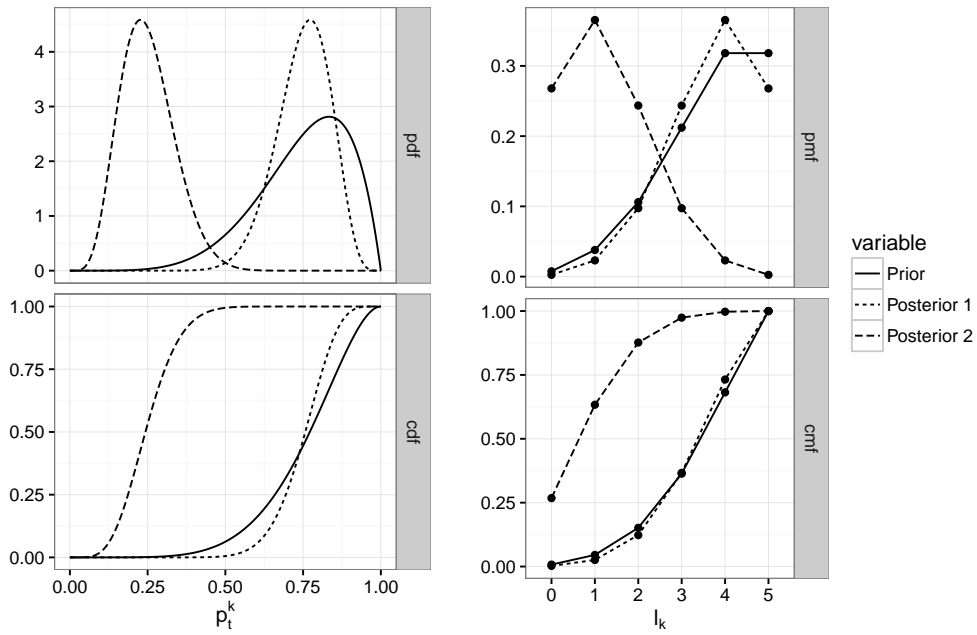 4
3
2
1
0
pdf
1.00
0.75
0.50
0.25
0.00
cdf
0.00 0.25 0.50 0.75 1.00
p_t^k
0.3
0.2
0.1
0.0
pmf
1.00
0.75
0.50
0.25
0.00
cmf
0 1 2 3 4 5
l_k
variable
Prior
Posterior 1
Posterior 2